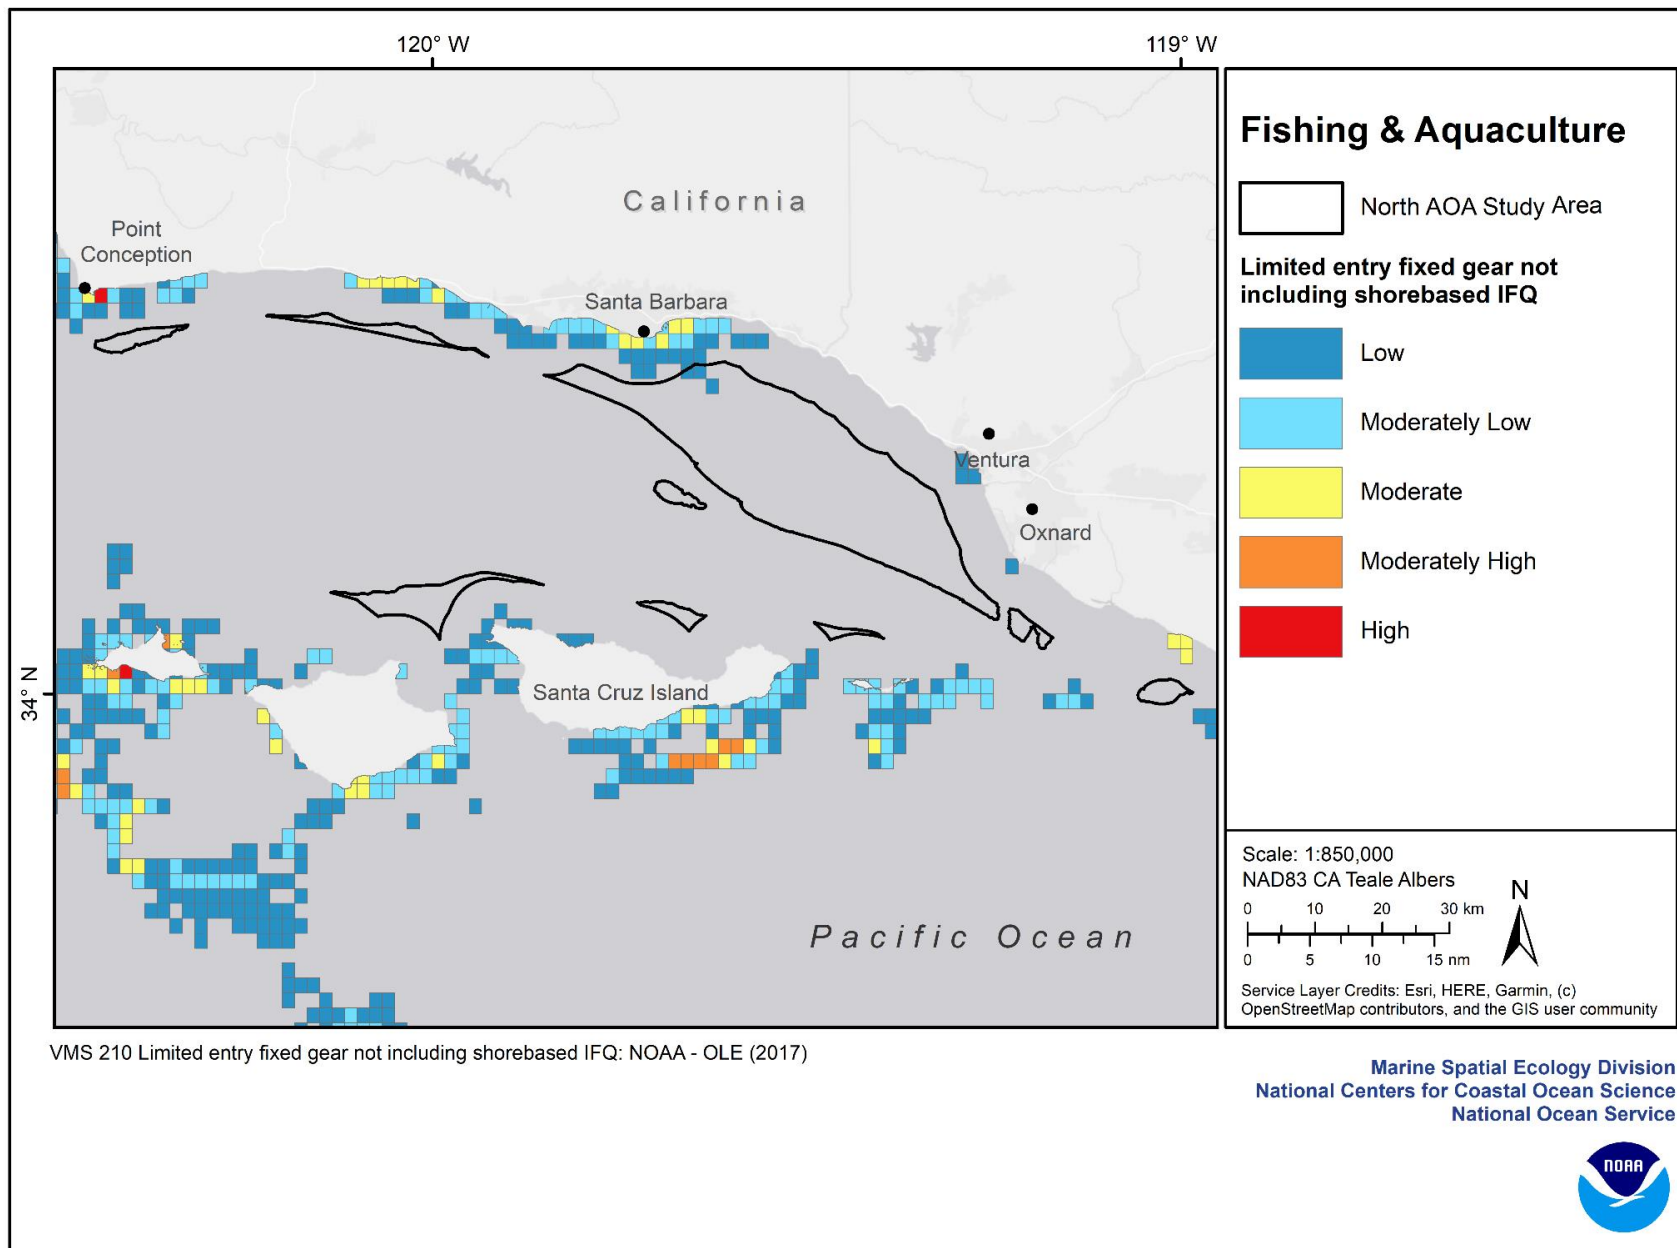 120° W
119° W
34° N
California
Point
Conception
Santa Barbara
Ventura
Oxnard
Santa Cruz Island
Pacific Ocean
Fishing & Aquaculture
North AOA Study Area
Limited entry fixed gear not
including shorebased IFQ
Low
Moderately Low
Moderate
Moderately High
High
Scale: 1:850,000
NAD83 CA Teale Albers
0 10 20 30 km
0 5 10 15 nm
N
Service Layer Credits: Esri, HERE, Garmin, (c)
OpenStreetMap contributors, and the GIS user community
VMS 210 Limited entry fixed gear not including shorebased IFQ: NOAA - OLE (2017)
Marine Spatial Ecology Division
National Centers for Coastal Ocean Science
National Ocean Service
NOAA